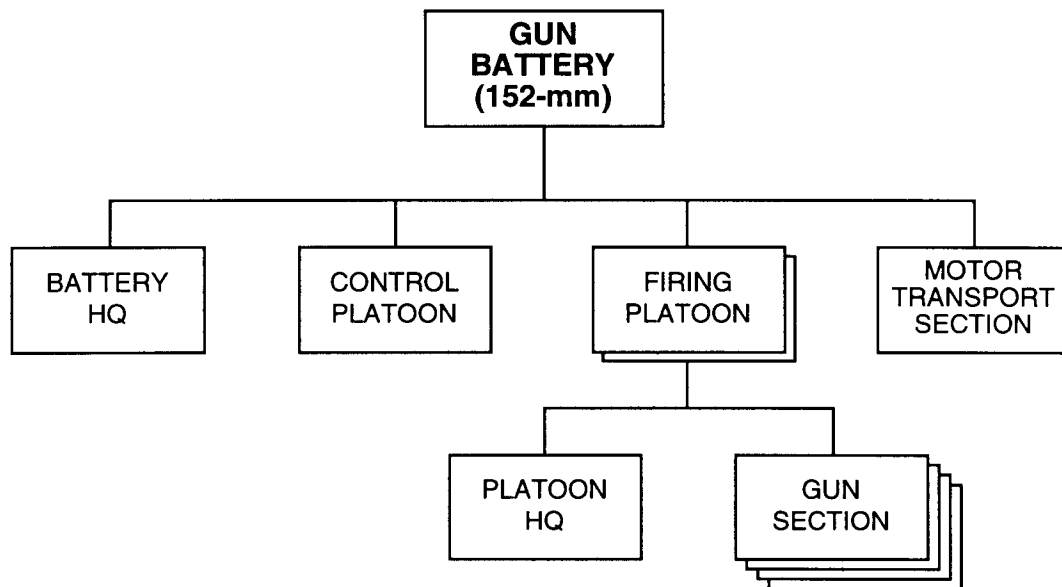 GUN
BATTERY
(152-mm)
BATTERY
HQ
CONTROL
PLATOON
FIRING
PLATOON
MOTOR
TRANSPORT
SECTION
PLATOON
HQ
GUN
SECTION